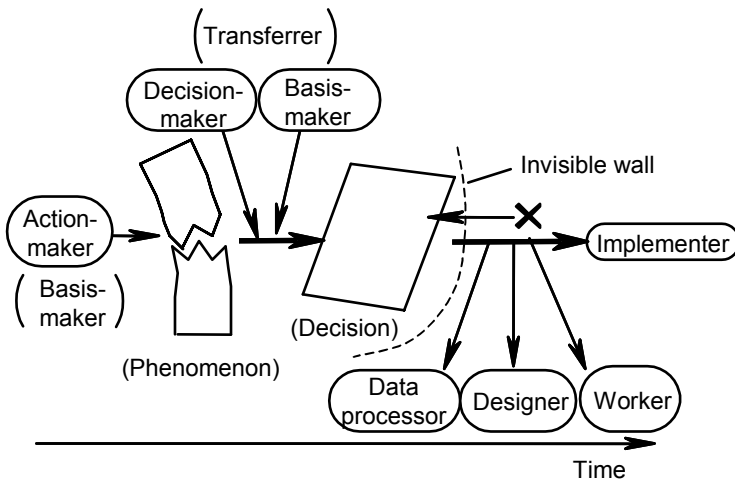 (Transferrer)
Decision-
maker
Basis-
maker
Invisible wall
Action-
maker
(Basis-
maker)
Implementer
(Decision)
(Phenomenon)
Data
processor
Designer
Worker
Time